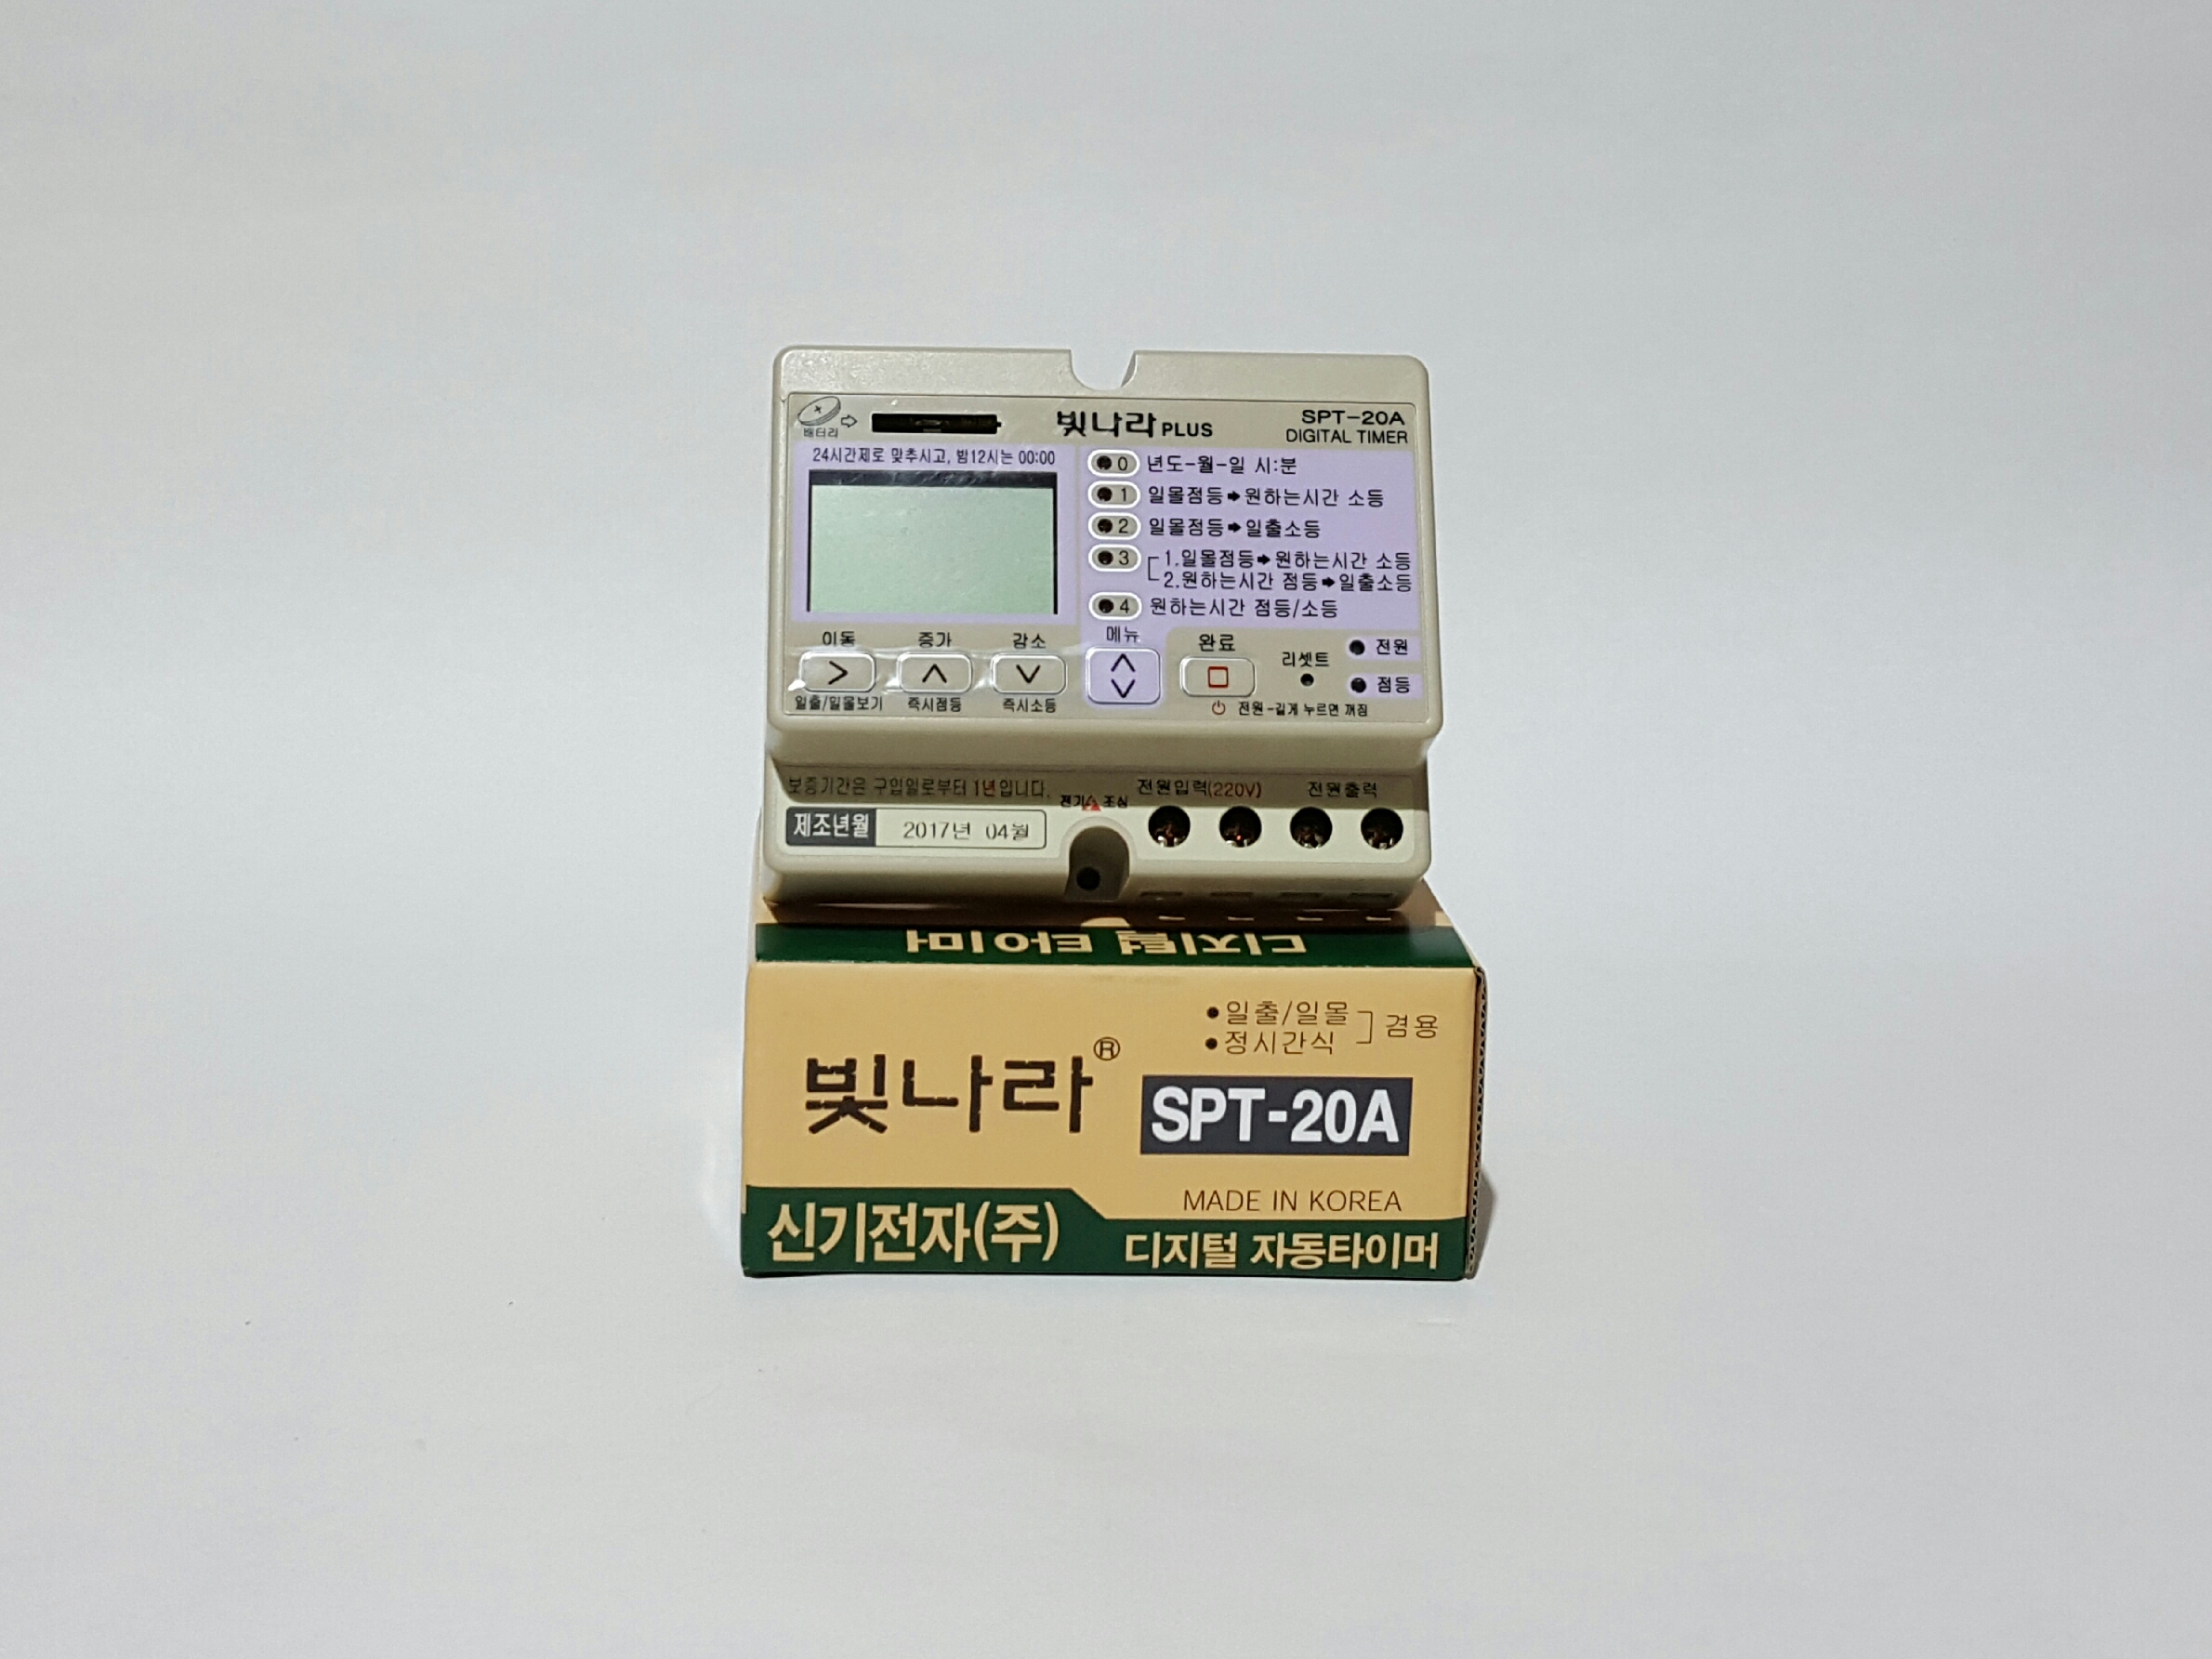 배터리
빛나라 PLUS
SPT-20A
DIGITAL TIMER
24시간제로 맞추시고, 밤12시는 00:00
0 년도-월-일 시:분
1 일몰점등➡원하는시간 소등
2 일몰점등➡일출소등
3 1.일몰점등➡원하는시간 소등
2.원하는시간 점등➡일출소등
4 원하는시간 점등/소등
이동 증가 감소 메뉴 완료
리셋트
전원
점등
일출/일몰보기 즉시점등 즉시소등
전원-길게 누르면 꺼짐
보증기간은 구입일로부터 1년입니다.
전기 조심
전원입력(220V) 전원출력
제조년월 2017년 04월
디지털 타이머
•일출/일몰
•정시간식
겸용
빛나라®
SPT-20A
MADE IN KOREA
신기전자(주)
디지털 자동타이머